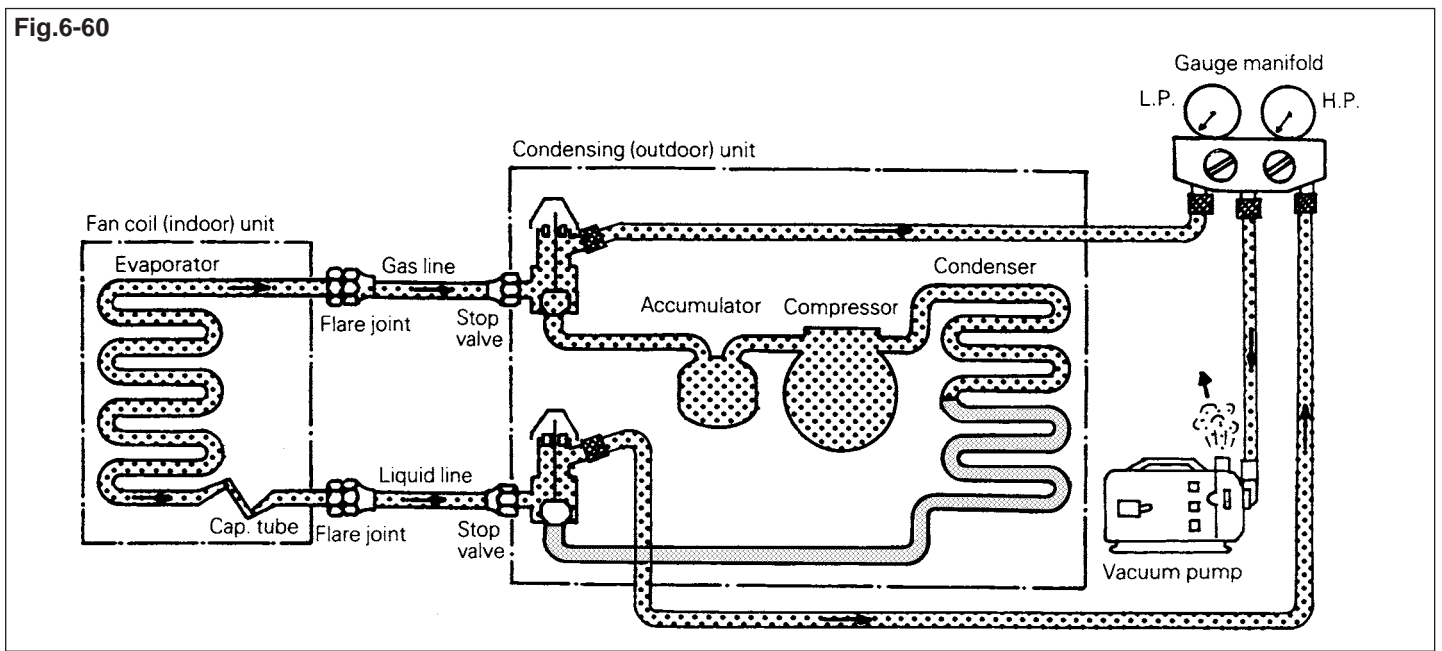 Fig.6-60
Gauge manifold
L.P.
H.P.
Condensing (outdoor) unit
Fan coil (indoor) unit
Evaporator
Gas line
Flare joint
Stop
valve
Accumulator
Compressor
Condenser
Liquid line
Cap. tube
Flare joint
Stop
valve
Vacuum pump